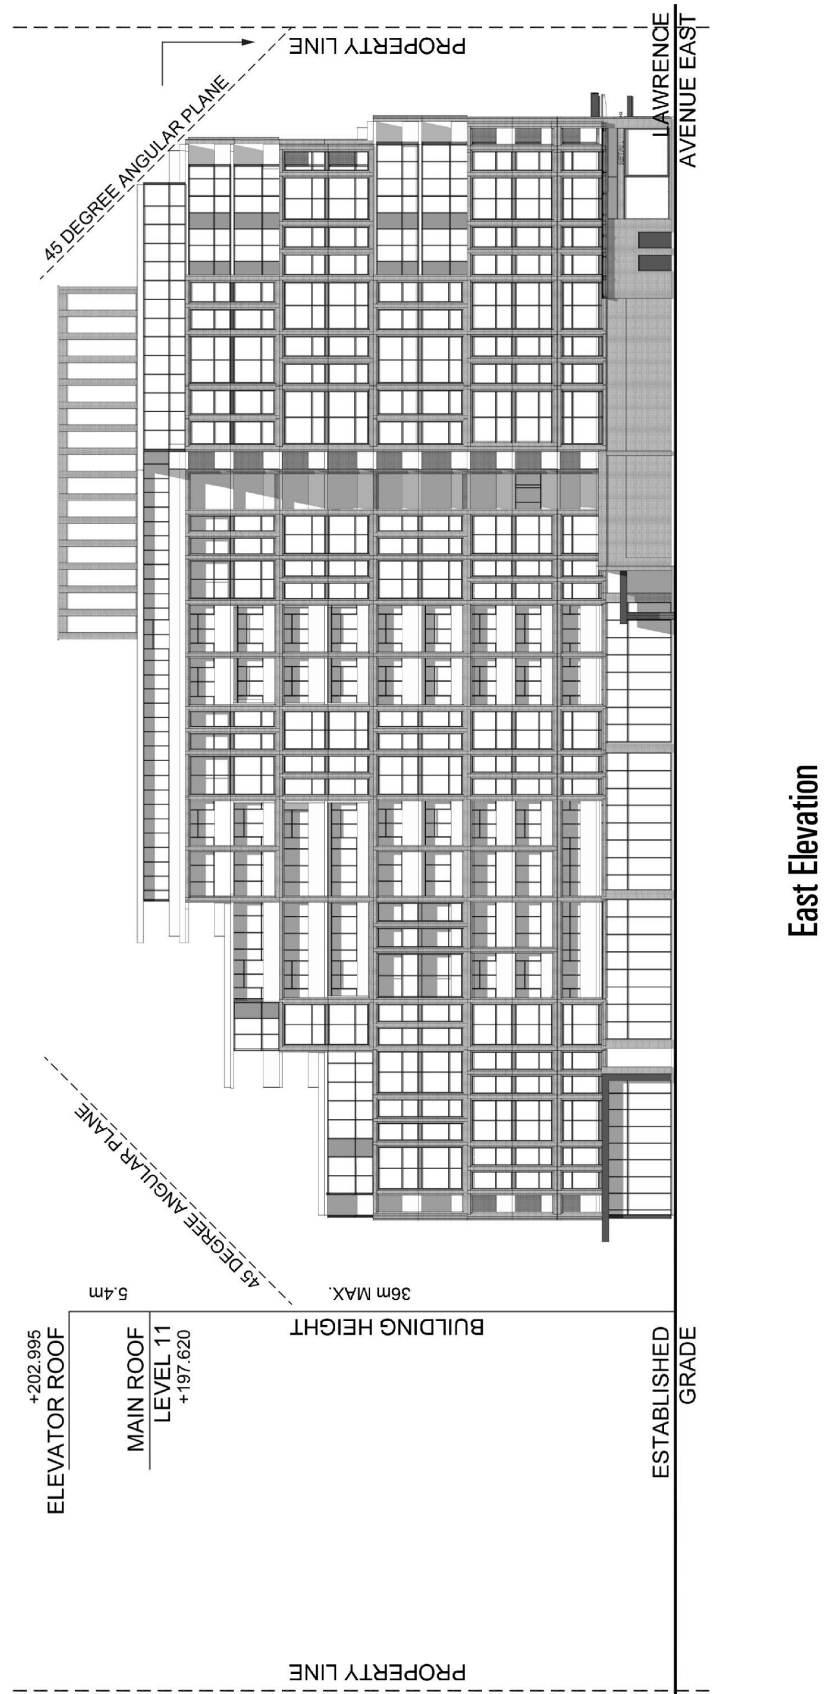 PROPERTY LINE
45 DEGREE ANGULAR PLANE
LAWRENCE
AVENUE EAST
RETAIL
45 DEGREE ANGULAR PLANE
5.4m
36m MAX.
BUILDING HEIGHT
+202.995
ELEVATOR ROOF
MAIN ROOF
LEVEL 11
+197.620
ESTABLISHED
GRADE
PROPERTY LINE
East Elevation